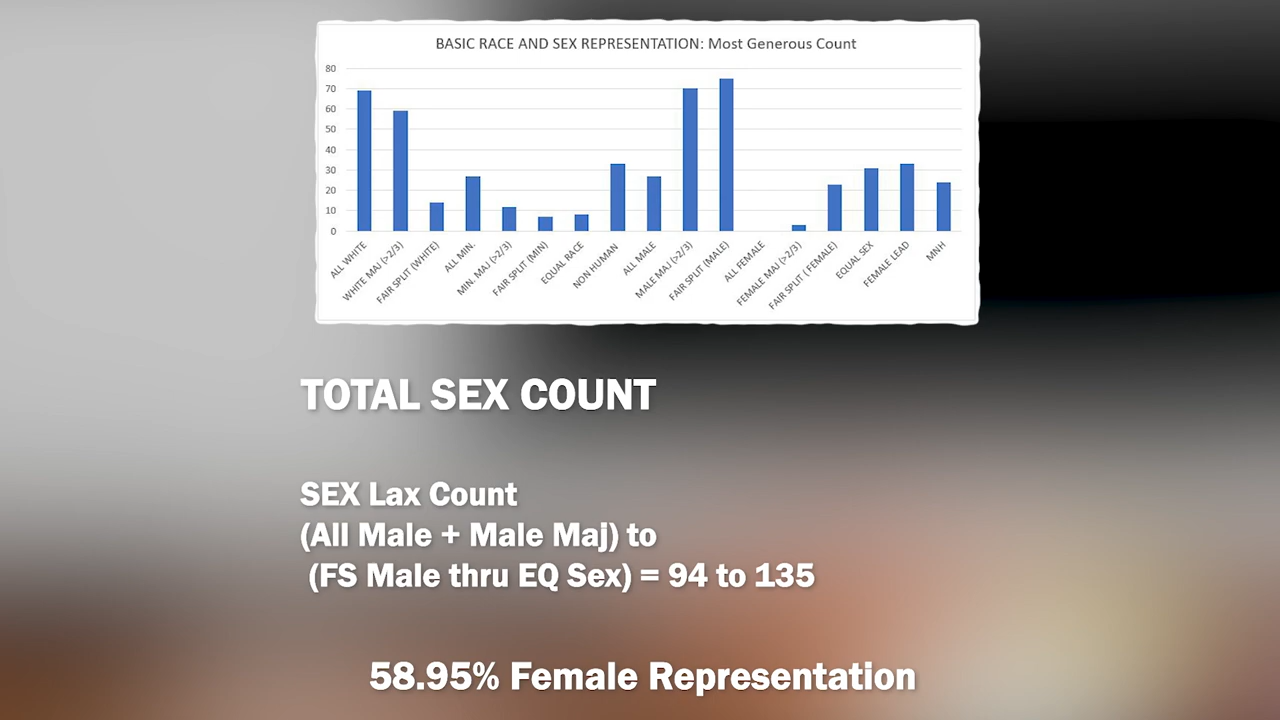 BASIC RACE AND SEX REPRESENTATION: Most Generous Count
80
70
60
50
40
30
20
10
0
ALL WHITE
WHITE MAJ (>2/3)
FAIR SPLIT (WHITE)
ALL MIN.
MIN. MAJ (>2/3)
FAIR SPLIT (MIN)
EQUAL RACE
NON HUMAN
ALL MALE
MALE MAJ (>2/3)
FAIR SPLIT (MALE)
ALL FEMALE
FEMALE MAJ (>2/3)
FAIR SPLIT ( FEMALE)
EQUAL SEX
FEMALE LEAD
MNH
TOTAL SEX COUNT
SEX Lax Count
(All Male + Male Maj) to
(FS Male thru EQ Sex) = 94 to 135
58.95% Female Representation